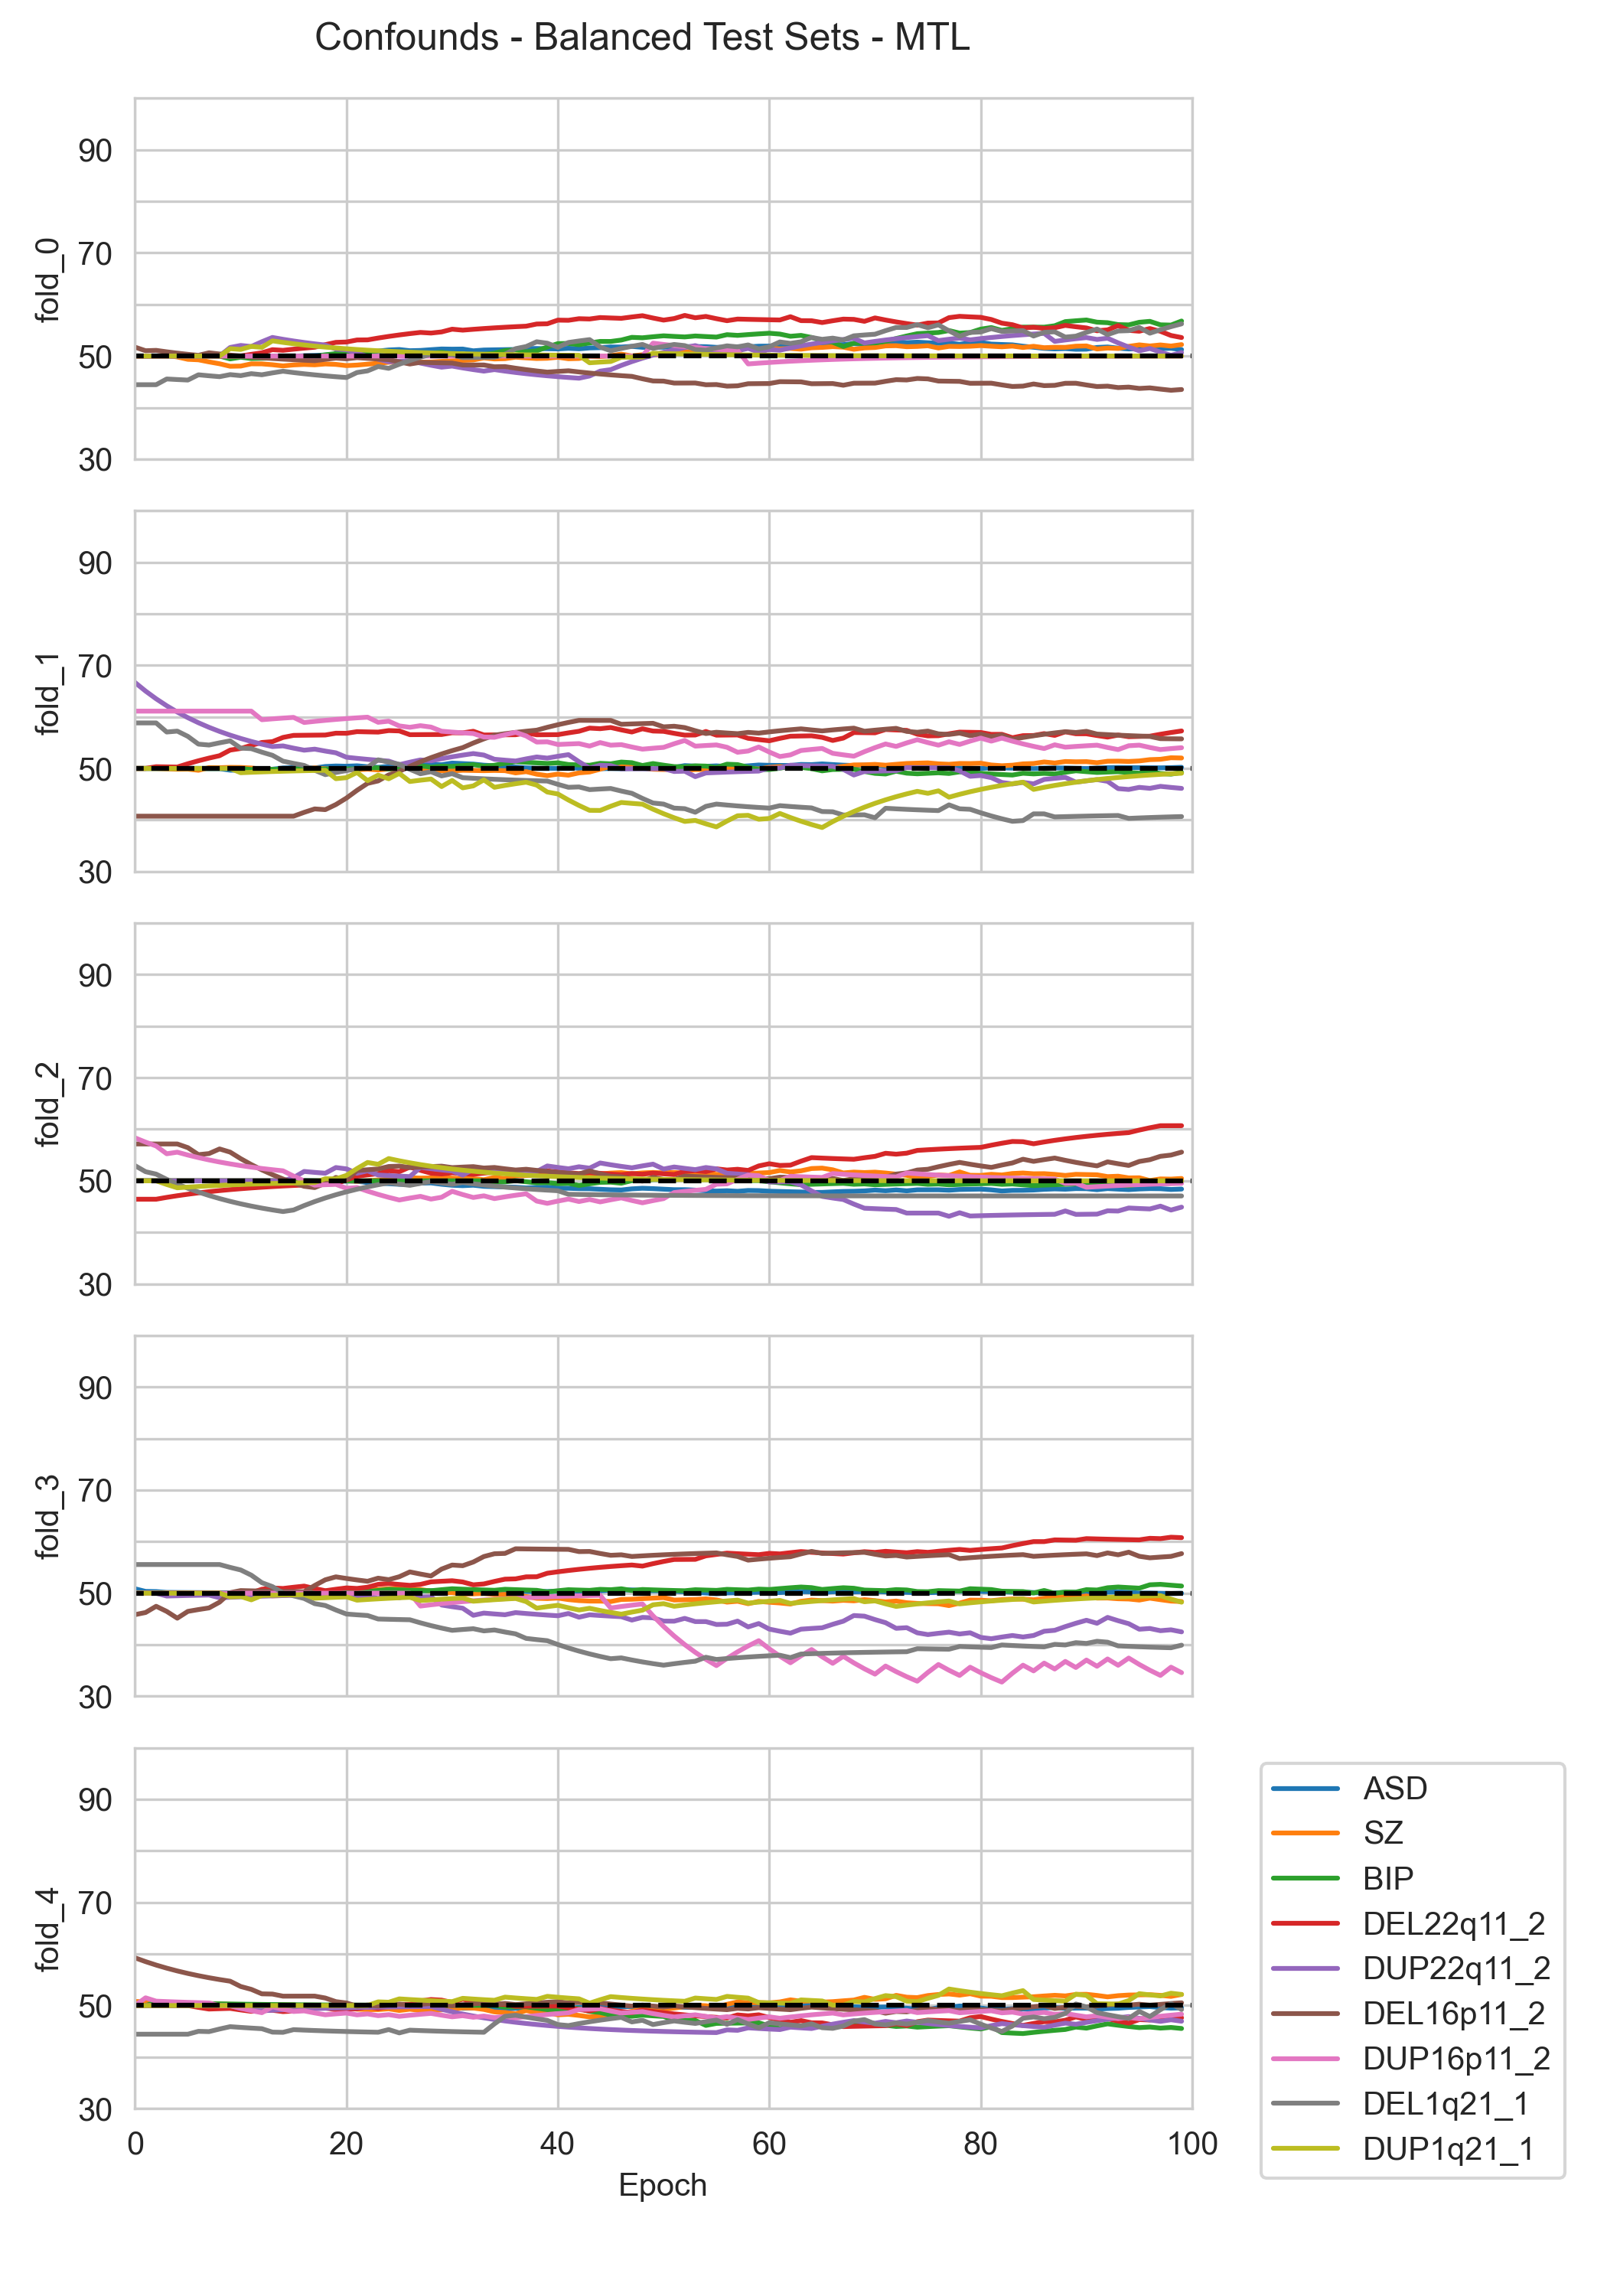 Confounds - Balanced Test Sets - MTL
90
70
50
30
fold_0
90
70
50
30
fold_1
90
70
50
30
fold_2
90
70
50
30
fold_3
90
70
50
30
fold_4
0 20 40 60 80 100
Epoch
ASD
SZ
BIP
DEL22q11_2
DUP22q11_2
DEL16p11_2
DUP16p11_2
DEL1q21_1
DUP1q21_1